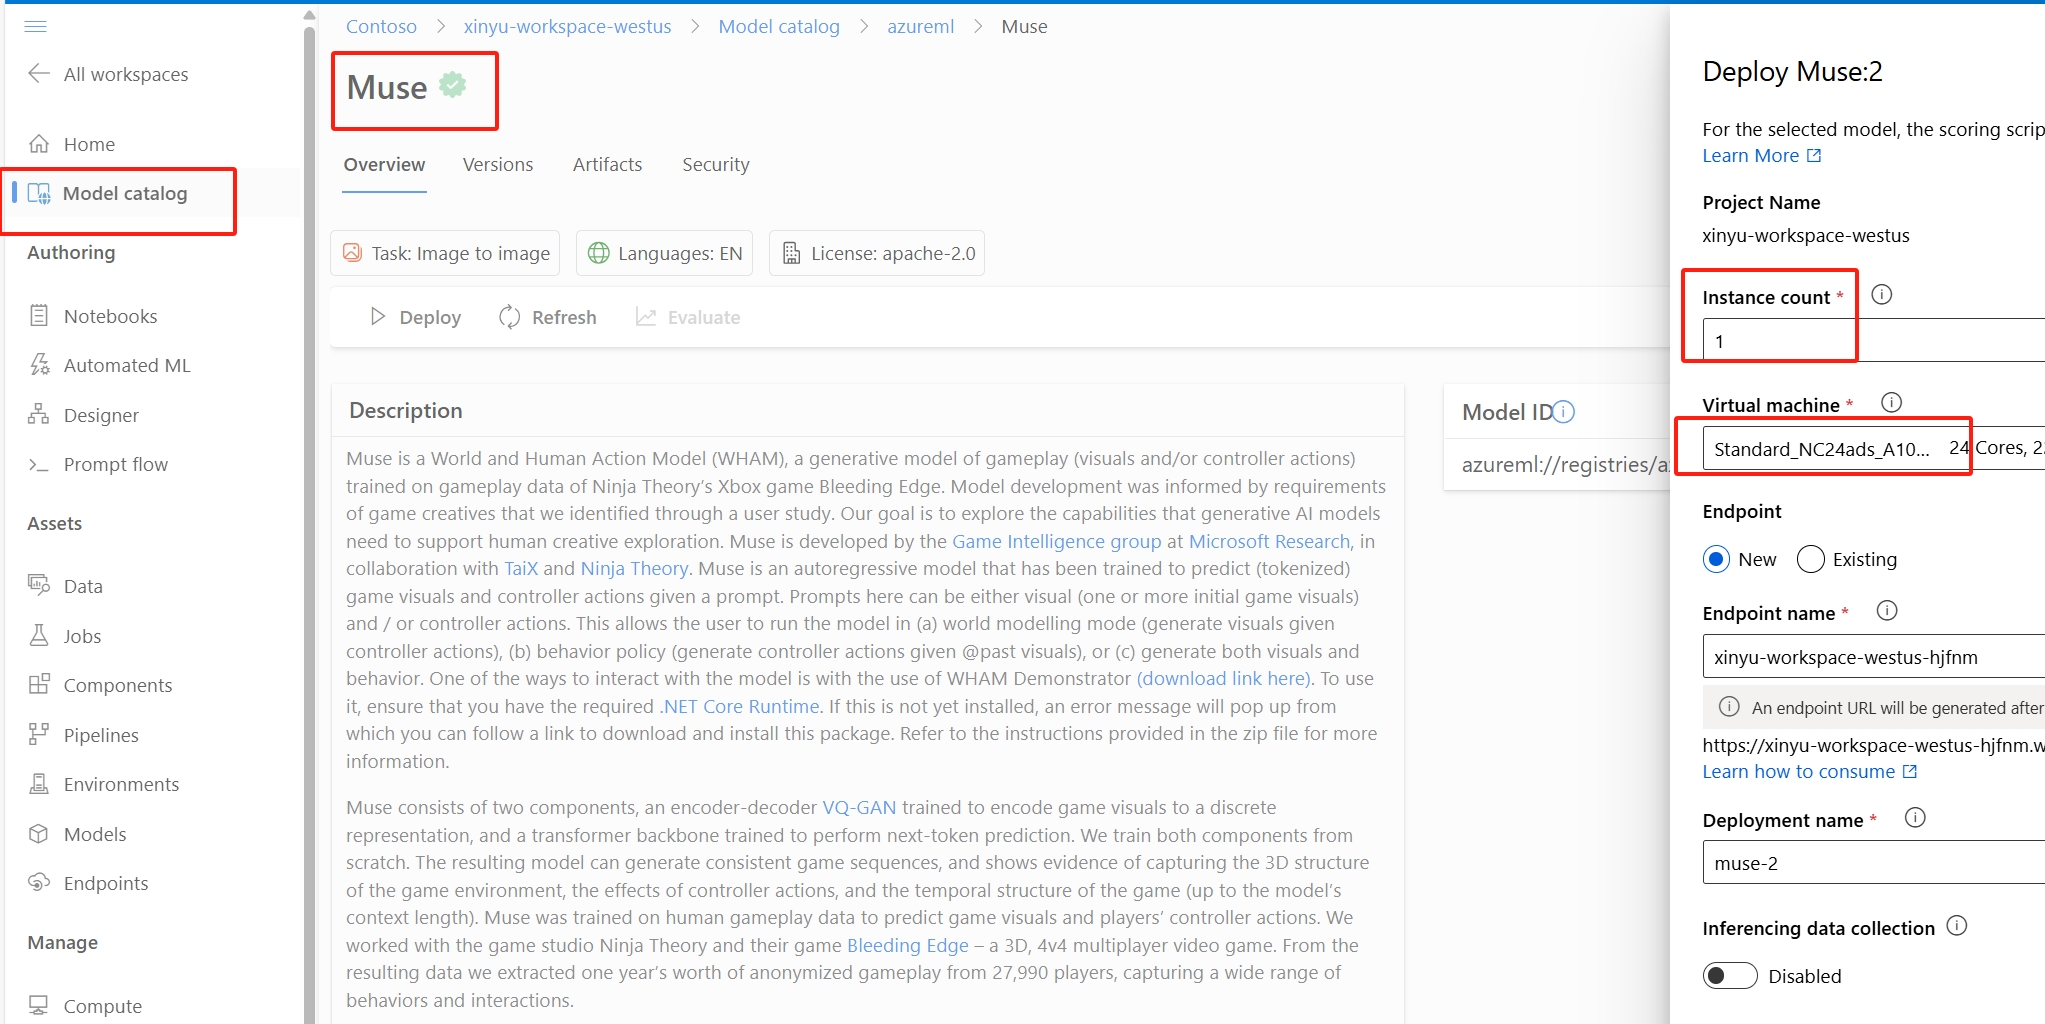 All workspaces
Home
Model catalog
Authoring
Notebooks
Automated ML
Designer
Prompt flow
Assets
Data
Jobs
Components
Pipelines
Environments
Models
Endpoints
Manage
Compute
Contoso > xinyu-workspace-westus > Model catalog > azureml > Muse
Muse
Overview Versions Artifacts Security
Task: Image to image Languages: EN License: apache-2.0
Deploy Refresh Evaluate
Description
Muse is a World and Human Action Model (WHAM), a generative model of gameplay (visuals and/or controller actions)
trained on gameplay data of Ninja Theory's Xbox game Bleeding Edge. Model development was informed by requirements
of game creatives that we identified through a user study. Our goal is to explore the capabilities that generative AI models
need to support human creative exploration. Muse is developed by the Game Intelligence group at Microsoft Research, in
collaboration with TaiX and Ninja Theory. Muse is an autoregressive model that has been trained to predict (tokenized)
game visuals and controller actions given a prompt. Prompts here can be either visual (one or more initial game visuals)
and / or controller actions. This allows the user to run the model in (a) world modelling mode (generate visuals given
controller actions), (b) behavior policy (generate controller actions given @past visuals), or (c) generate both visuals and
behavior. One of the ways to interact with the model is with the use of WHAM Demonstrator (download link here). To use
it, ensure that you have the required .NET Core Runtime. If this is not yet installed, an error message will pop up from
which you can follow a link to download and install this package. Refer to the instructions provided in the zip file for more
information.
Muse consists of two components, an encoder-decoder VQ-GAN trained to encode game visuals to a discrete
representation, and a transformer backbone trained to perform next-token prediction. We train both components from
scratch. The resulting model can generate consistent game sequences, and shows evidence of capturing the 3D structure
of the game environment, the effects of controller actions, and the temporal structure of the game (up to the model's
context length). Muse was trained on human gameplay data to predict game visuals and players' controller actions. We
worked with the game studio Ninja Theory and their game Bleeding Edge – a 3D, 4v4 multiplayer video game. From the
resulting data we extracted one year's worth of anonymized gameplay from 27,990 players, capturing a wide range of
behaviors and interactions.
Model ID
azureml://registries/a
Deploy Muse:2
For the selected model, the scoring scrip
Learn More
Project Name
xinyu-workspace-westus
Instance count *
1
Virtual machine *
Standard_NC24ads_A10... 24 Cores, 2
Endpoint
New Existing
Endpoint name *
xinyu-workspace-westus-hjfnm
An endpoint URL will be generated after
https://xinyu-workspace-westus-hjfnm.w
Learn how to consume
Deployment name *
muse-2
Inferencing data collection
Disabled